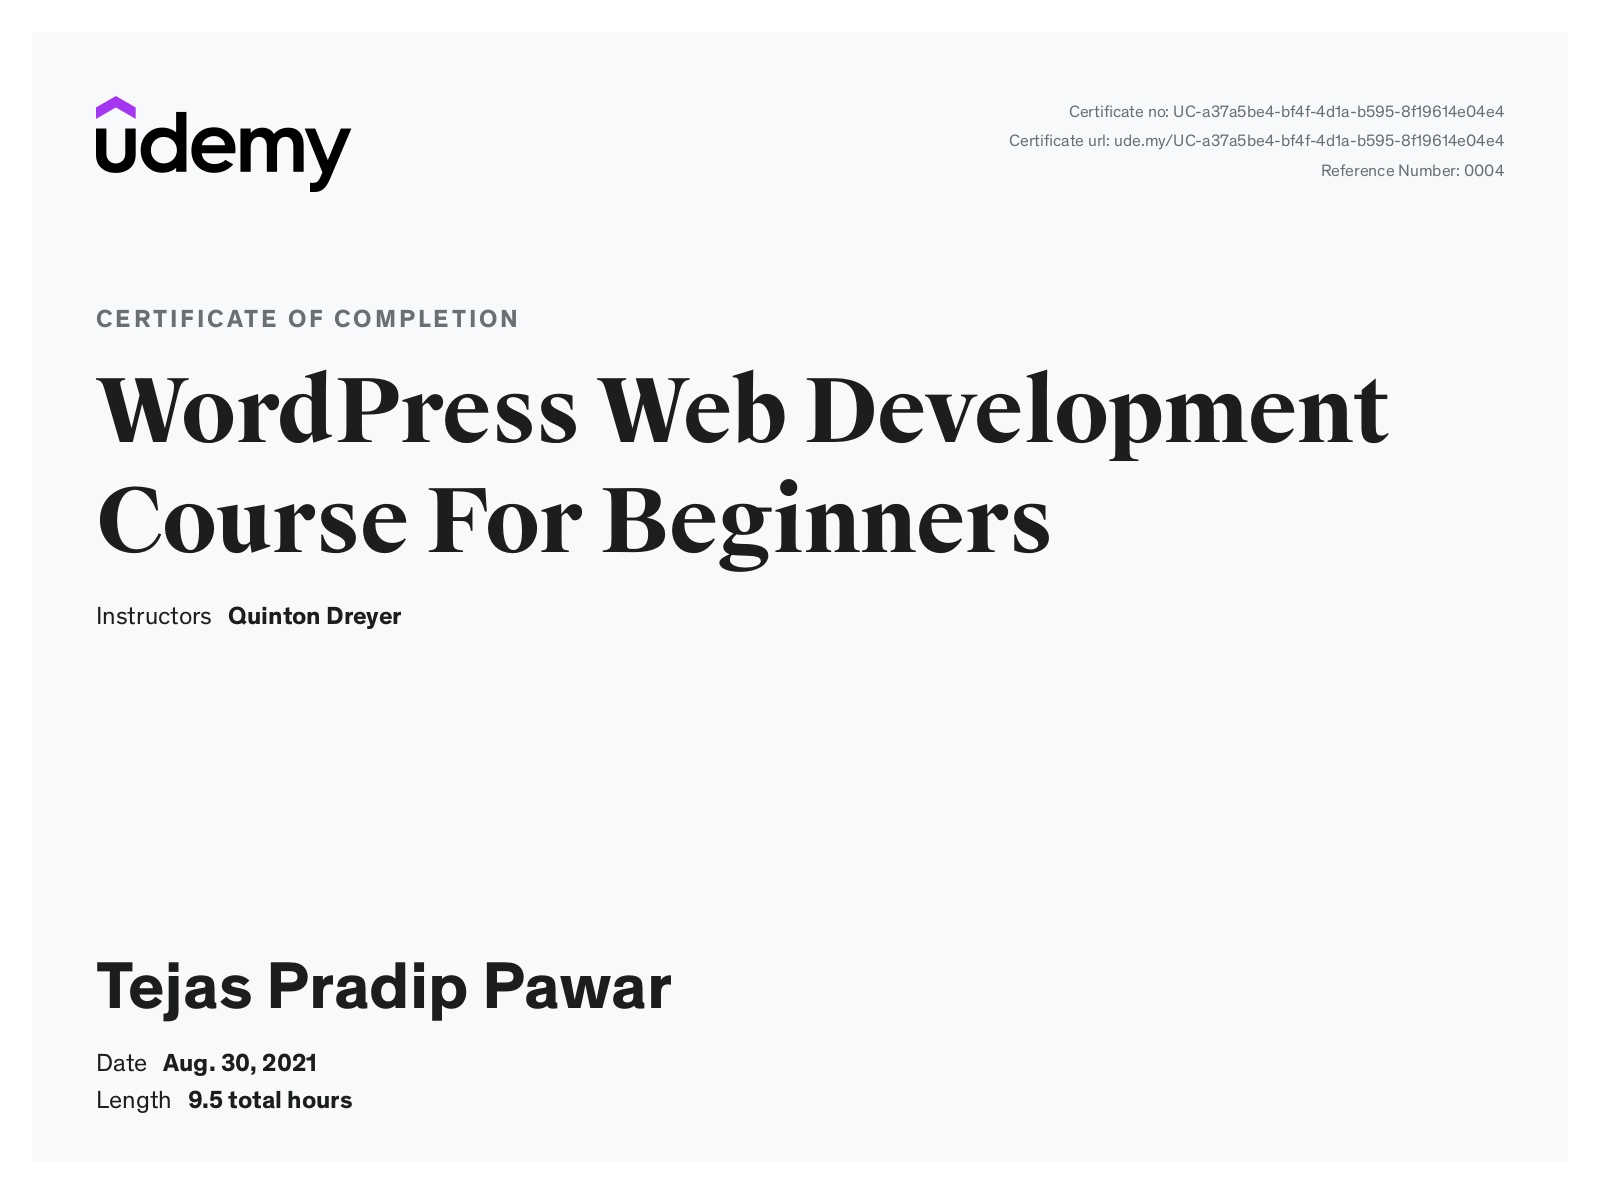 udemy
Certificate no: UC-a37a5be4-bf4f-4d1a-b595-8f19614e04e4
Certificate url: ude.my/UC-a37a5be4-bf4f-4d1a-b595-8f19614e04e4
Reference Number: 0004
CERTIFICATE OF COMPLETION
WordPress Web Development
Course For Beginners
Instructors Quinton Dreyer
Tejas Pradip Pawar
Date Aug. 30, 2021
Length 9.5 total hours